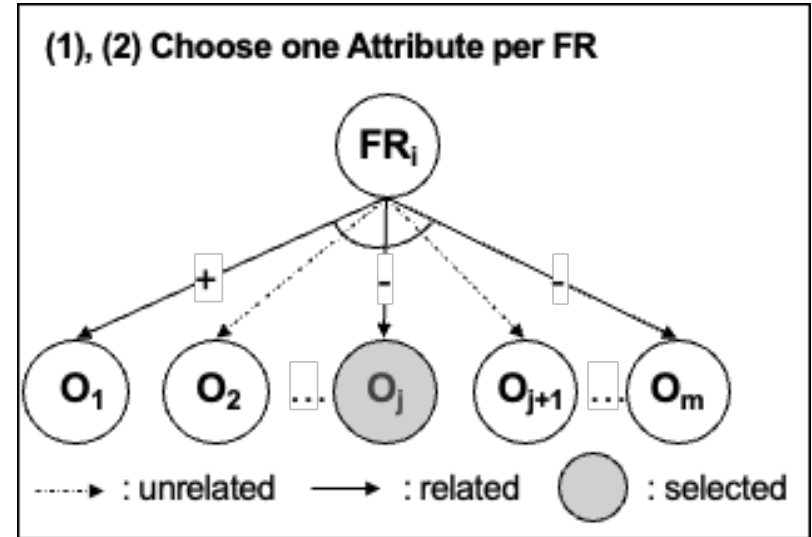 (1), (2) Choose one Attribute per FR
FRi
+ - -
O1 O2 ... Oj Oj+1 ... Om
: unrelated : related : selected